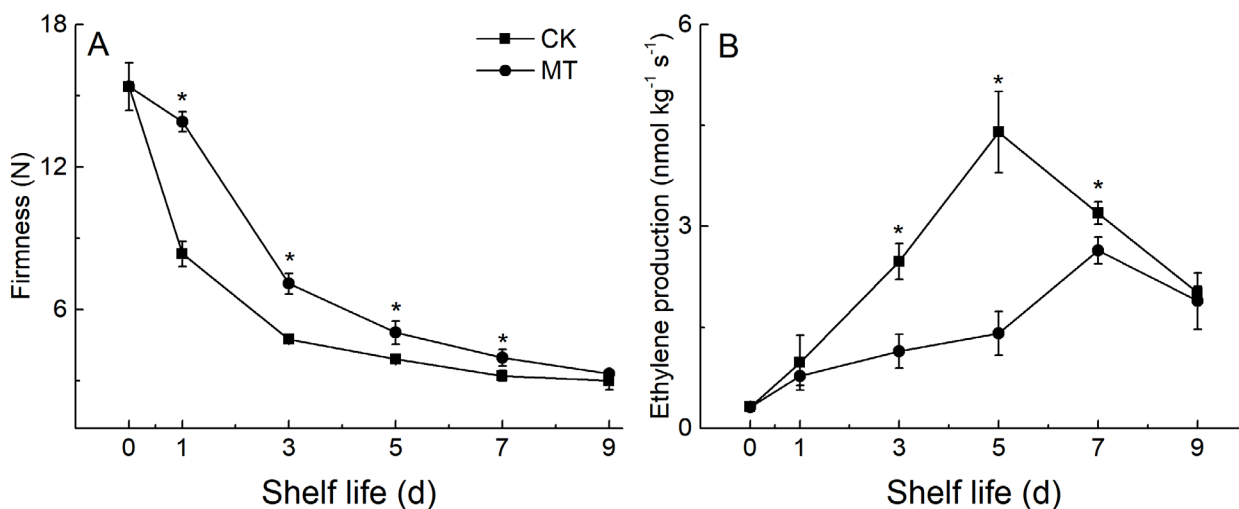 A
CK
MT
18
12
6
Firmness (N)
*
*
*
*
0 1 3 5 7 9
Shelf life (d)
B
6
3
0
Ethylene production (nmol kg⁻¹ s⁻¹)
*
*
*
0 1 3 5 7 9
Shelf life (d)